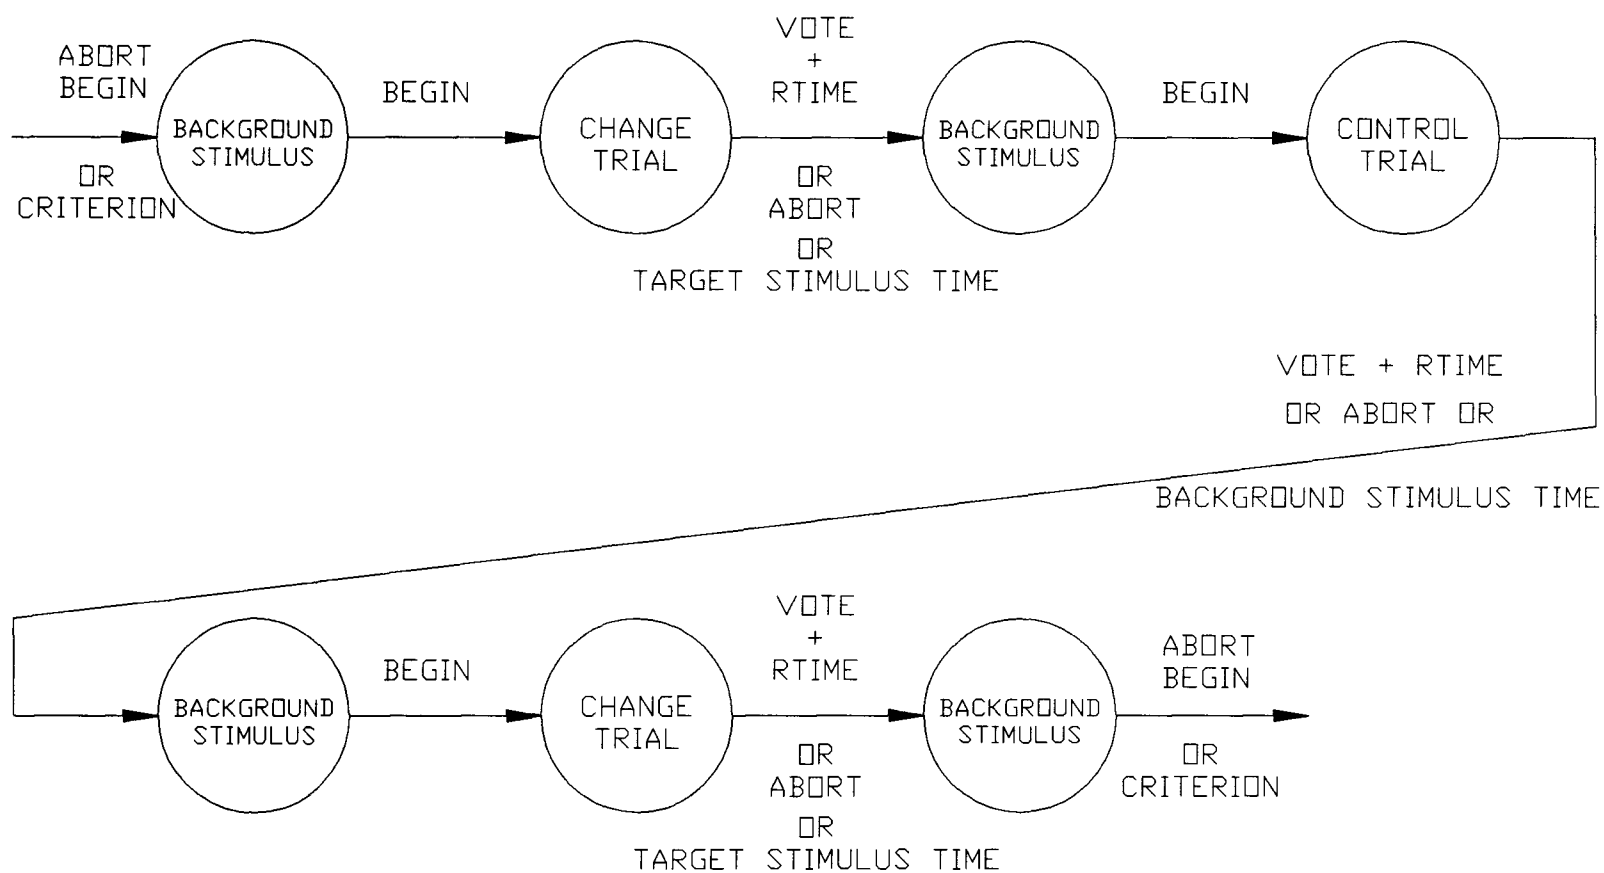 ABORT
BEGIN
OR
CRITERION
BACKGROUND
STIMULUS
BEGIN
CHANGE
TRIAL
VOTE
+
RTIME
OR
ABORT
OR
TARGET STIMULUS TIME
BACKGROUND
STIMULUS
BEGIN
CONTROL
TRIAL
VOTE + RTIME
OR ABORT OR
BACKGROUND STIMULUS TIME
BACKGROUND
STIMULUS
BEGIN
CHANGE
TRIAL
VOTE
+
RTIME
OR
ABORT
OR
TARGET STIMULUS TIME
BACKGROUND
STIMULUS
ABORT
BEGIN
OR
CRITERION